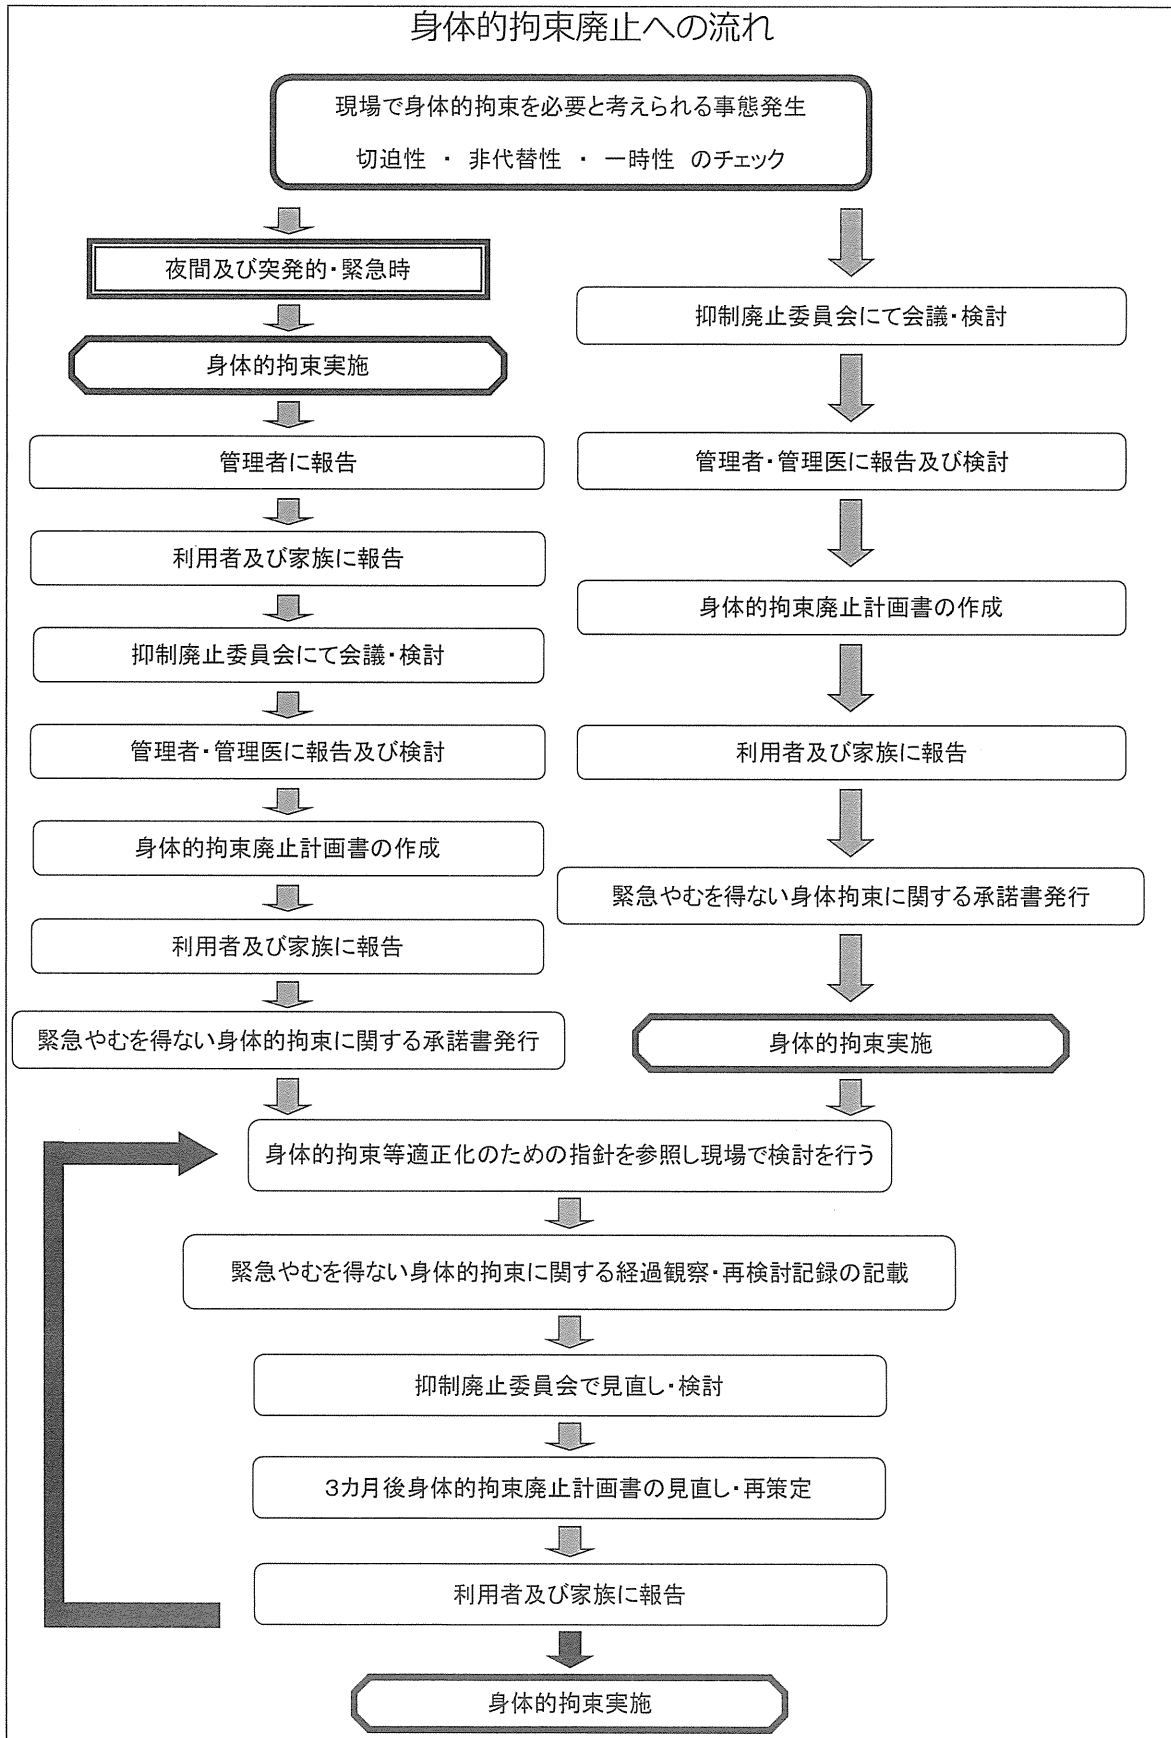 身体的拘束廃止への流れ
現場で身体的拘束を必要と考えられる事態発生
切迫性 ・ 非代替性 ・ 一時性 のチェック
夜間及び突発的・緊急時
身体的拘束実施
管理者に報告
利用者及び家族に報告
抑制廃止委員会にて会議・検討
管理者・管理医に報告及び検討
身体的拘束廃止計画書の作成
利用者及び家族に報告
緊急やむを得ない身体的拘束に関する承諾書発行
抑制廃止委員会にて会議・検討
管理者・管理医に報告及び検討
身体的拘束廃止計画書の作成
利用者及び家族に報告
緊急やむを得ない身体拘束に関する承諾書発行
身体的拘束実施
身体的拘束等適正化のための指針を参照し現場で検討を行う
緊急やむを得ない身体的拘束に関する経過観察・再検討記録の記載
抑制廃止委員会で見直し・検討
3カ月後身体的拘束廃止計画書の見直し・再策定
利用者及び家族に報告
身体的拘束実施